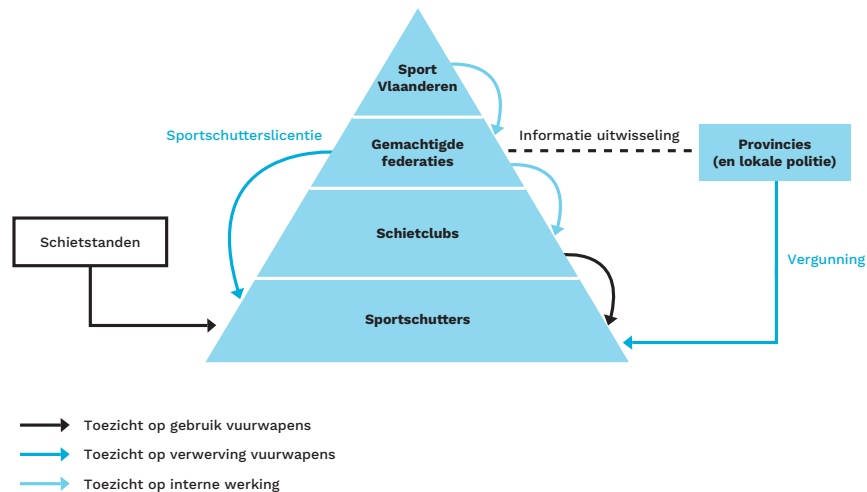 Sport
Vlaanderen
Sportschutterslicentie
Gemachtigde
federaties
Informatie uitwisseling
Provincies
(en lokale politie)
Schietstanden
Schietclubs
Vergunning
Sportschutters
Toezicht op gebruik vuurwapens
Toezicht op verwerving vuurwapens
Toezicht op interne werking